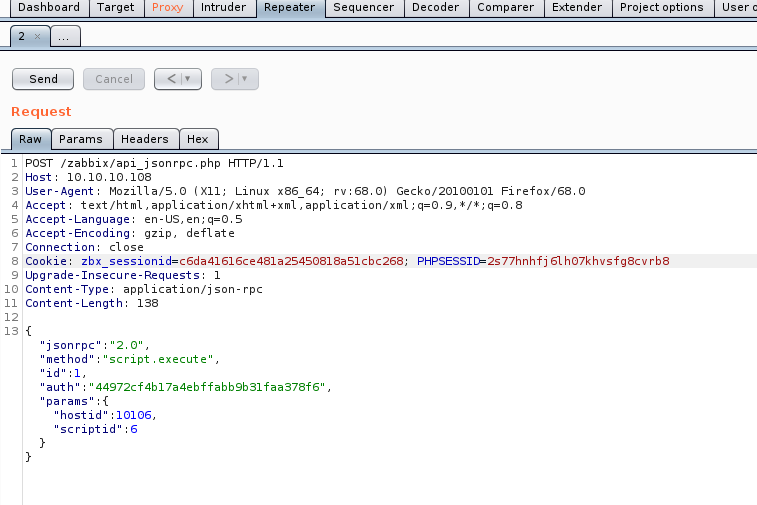 Dashboard Target Proxy Intruder Repeater Sequencer Decoder Comparer Extender Project options
2 × ...
Send Cancel < | ▾ > | ▾
Request
Raw Params Headers Hex
1 POST /zabbix/api_jsonrpc.php HTTP/1.1
2 Host: 10.10.10.108
3 User-Agent: Mozilla/5.0 (X11; Linux x86_64; rv:68.0) Gecko/20100101 Firefox/68.0
4 Accept: text/html,application/xhtml+xml,application/xml;q=0.9,*/*;q=0.8
5 Accept-Language: en-US,en;q=0.5
6 Accept-Encoding: gzip, deflate
7 Connection: close
8 Cookie: zbx_sessionid=c6da41616ce481a25450818a51cbc268; PHPSESSID=2s77hnhfj6lh07khvsfg8cvrb8
9 Upgrade-Insecure-Requests: 1
10 Content-Type: application/json-rpc
11 Content-Length: 138
12
13 {
"jsonrpc":"2.0",
"method":"script.execute",
"id":1,
"auth":"44972cf4b17a4ebffabb9b31faa378f6",
"params":{
"hostid":10106,
"scriptid":6
}
}